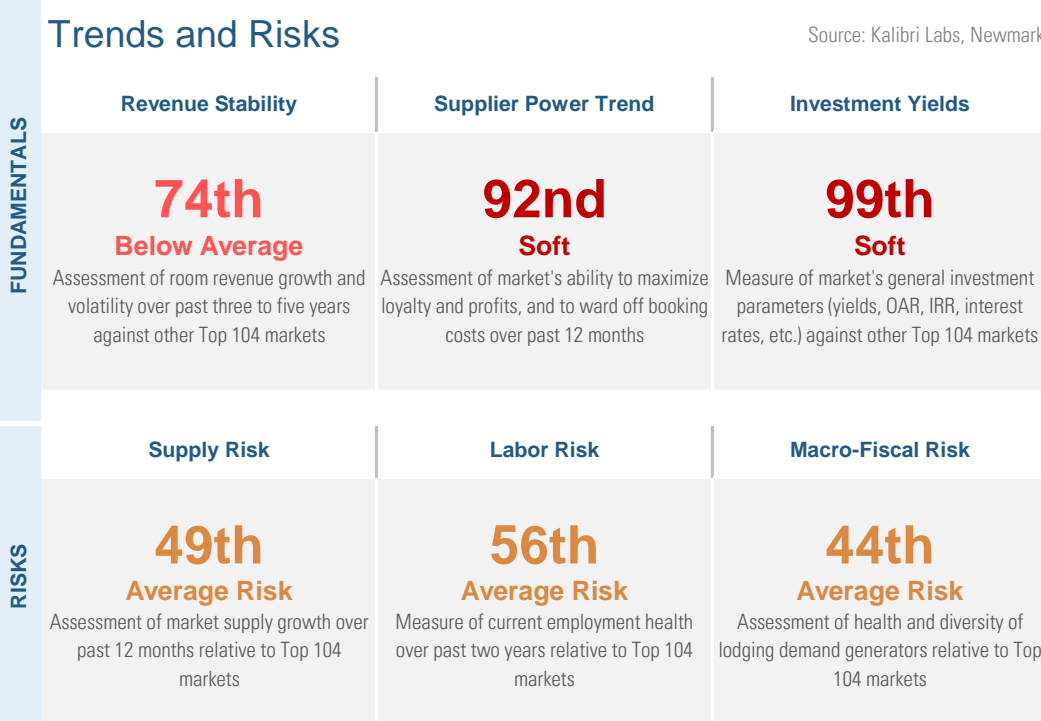 Trends and Risks
Source: Kalibri Labs, Newmark
FUNDAMENTALS
Revenue Stability
74th
Below Average
Assessment of room revenue growth and
volatility over past three to five years
against other Top 104 markets
Supplier Power Trend
92nd
Soft
Assessment of market's ability to maximize
loyalty and profits, and to ward off booking
costs over past 12 months
Investment Yields
99th
Soft
Measure of market's general investment
parameters (yields, OAR, IRR, interest
rates, etc.) against other Top 104 markets
RISKS
Supply Risk
49th
Average Risk
Assessment of market supply growth over
past 12 months relative to Top 104
markets
Labor Risk
56th
Average Risk
Measure of current employment health
over past two years relative to Top 104
markets
Macro-Fiscal Risk
44th
Average Risk
Assessment of health and diversity of
lodging demand generators relative to Top
104 markets